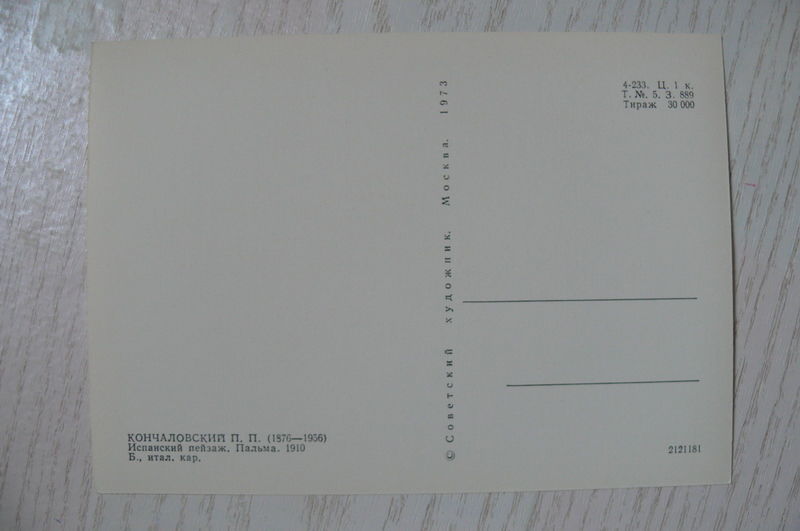 4-233. Ц. 1 к.
Т. №. 5. З. 889
Тираж 30 000
© Советский художник. Москва. 1973
КОНЧАЛОВСКИЙ П. П. (1876—1956)
Испанский пейзаж. Пальма. 1910
Б., итал. кар.
2121181